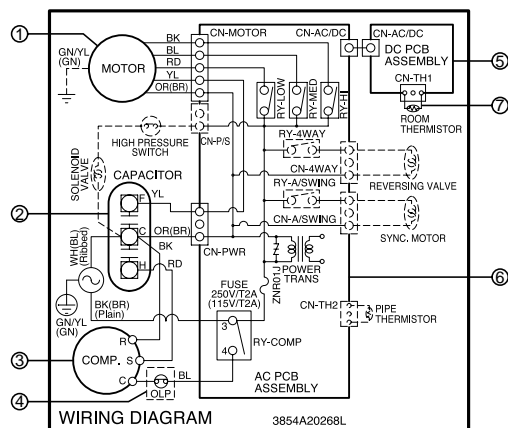 1
GN/YL
(GN)
MOTOR
BK
BL
RD
YL
OR(BR)
CN-MOTOR
CN-AC/DC
CN-AC/DC
DC PCB
ASSEMBLY
5
CN-TH1
7
ROOM
THERMISTOR
RY-LOW
RY-MED
RY-HI
CN-P/S
HIGH PRESSURE
SWITCH
SOLENOID
VALVE
RY-4WAY
CN-4WAY
REVERSING VALVE
RY-A/SWING
CN-A/SWING
SYNC. MOTOR
CAPACITOR
2
F
YL
C
OR(BR)
BK
H
RD
CN-PWR
WH(BL)
(Ribbed)
ZNR01J
POWER
TRANS
6
BK(BR)
(Plain)
GN/YL
(GN)
FUSE
250V/T2A
(115V/T2A)
CN-TH2
PIPE
THERMISTOR
3
RY-COMP
4
3
COMP.
R
S
C
BL
OLP
4
AC PCB
ASSEMBLY
WIRING DIAGRAM
3854A20268L